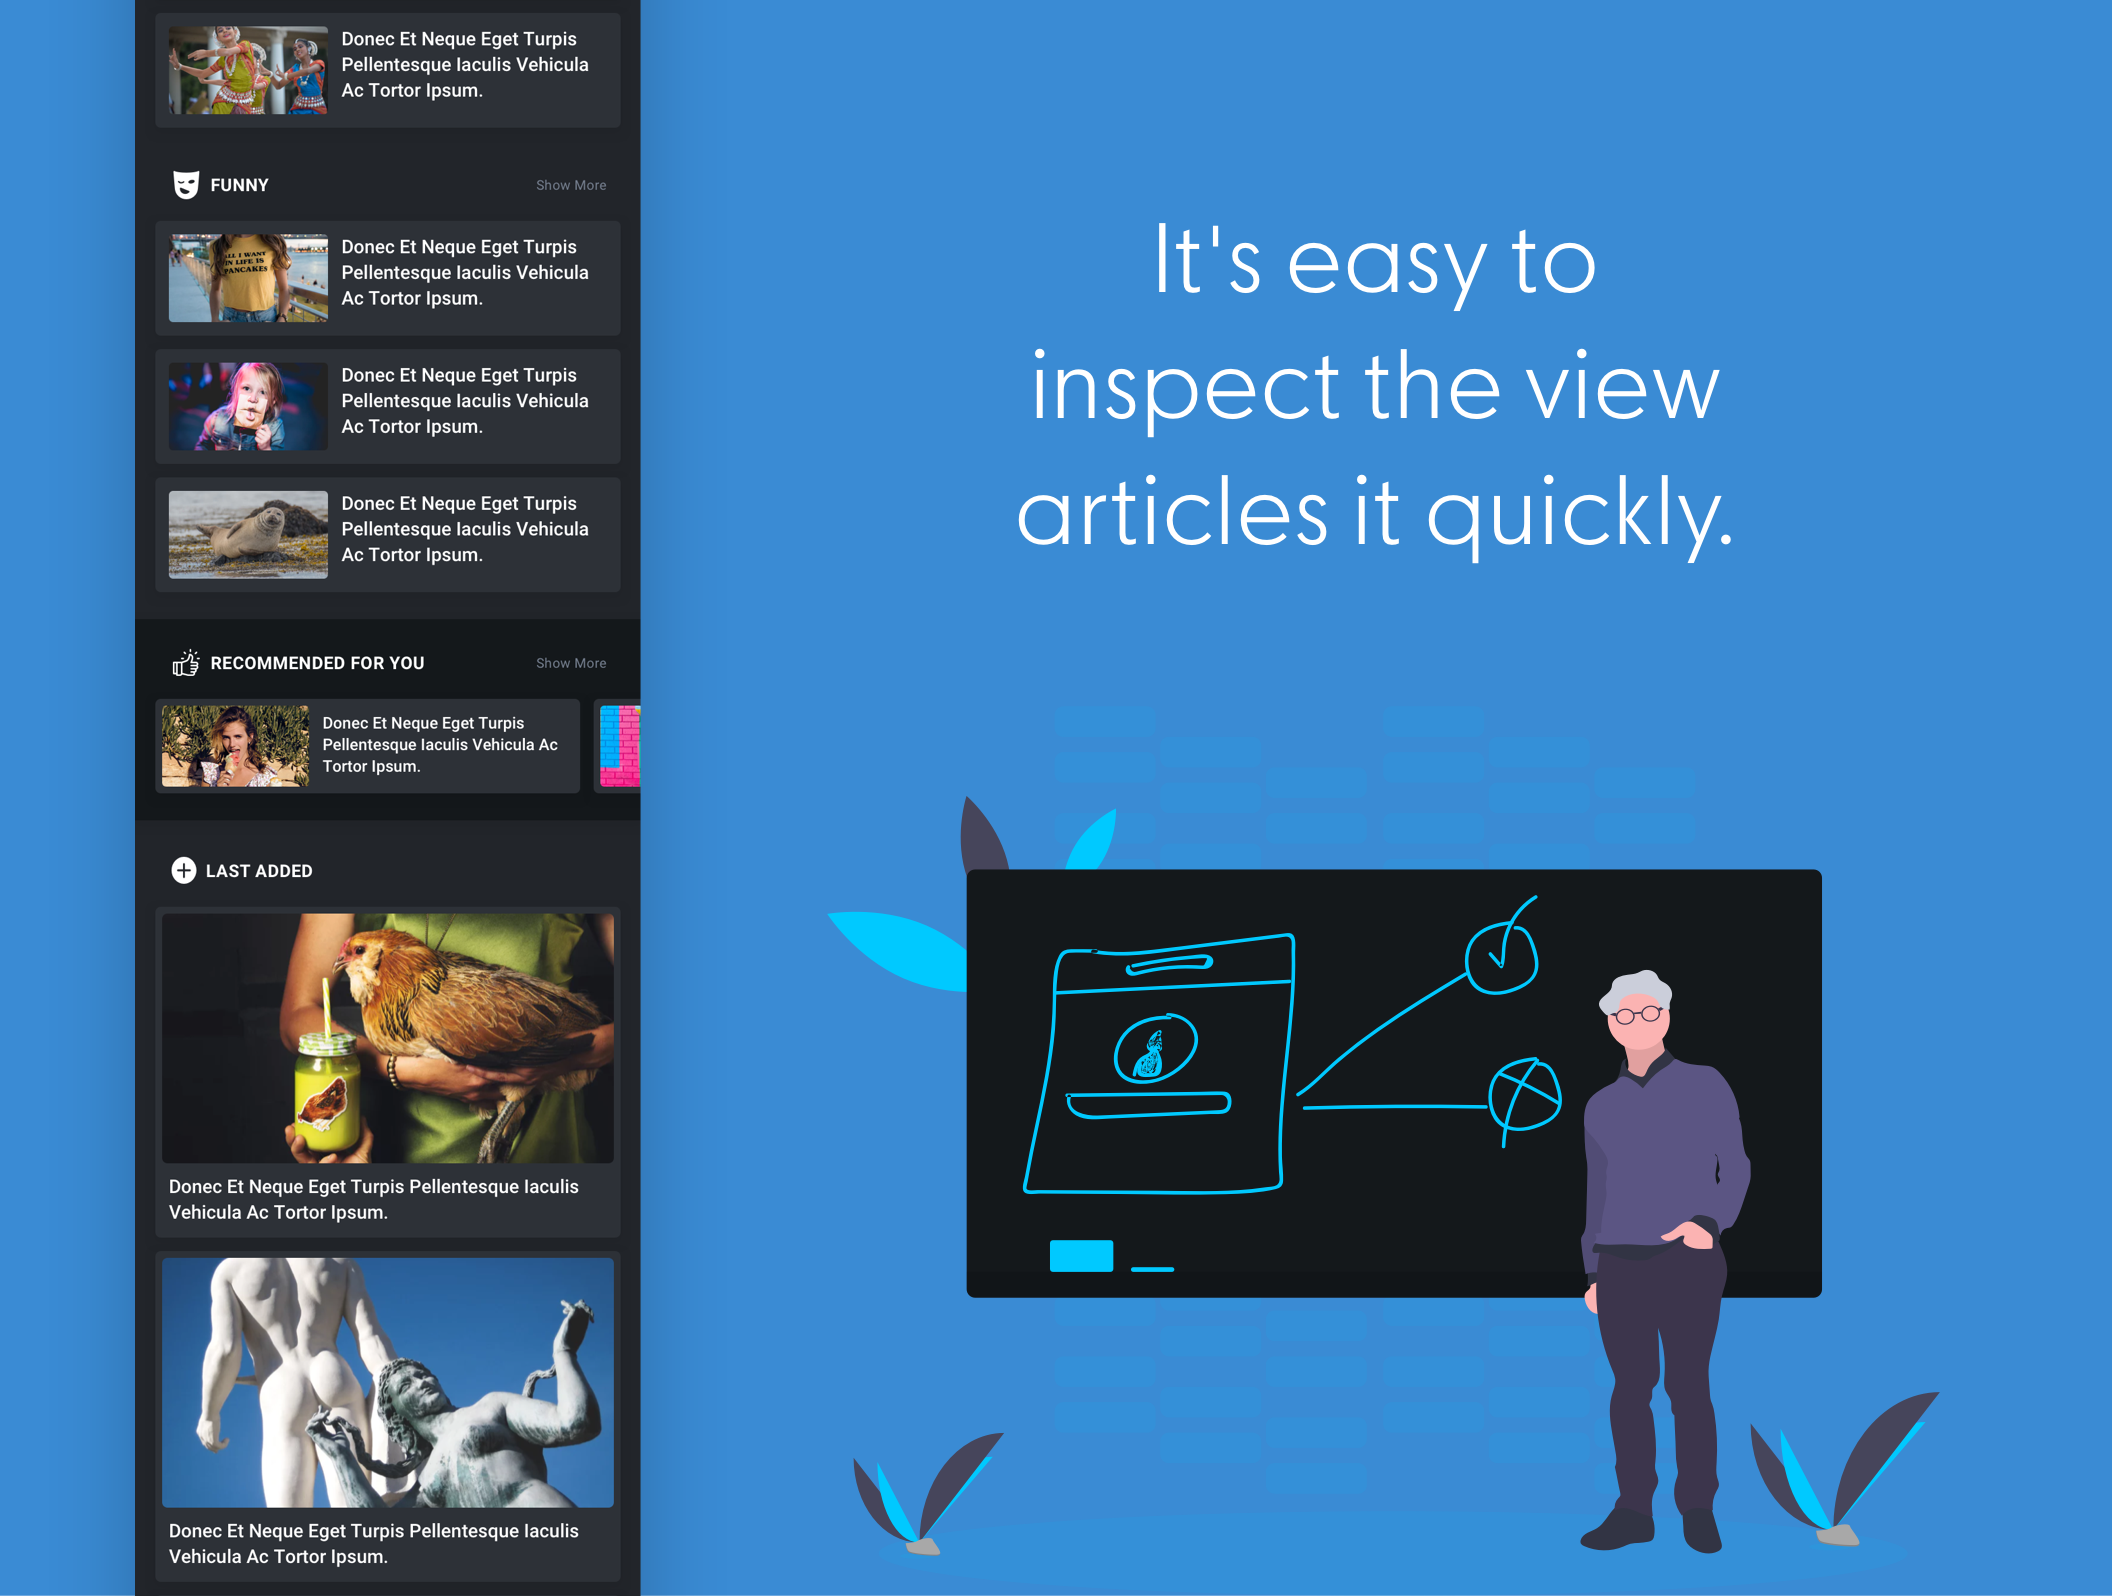 Donec Et Neque Eget Turpis
Pellentesque Iaculis Vehicula
Ac Tortor Ipsum.
FUNNY
Show More
ALL I WANT
IN LIFE IS
PANCAKES
Donec Et Neque Eget Turpis
Pellentesque Iaculis Vehicula
Ac Tortor Ipsum.
Donec Et Neque Eget Turpis
Pellentesque Iaculis Vehicula
Ac Tortor Ipsum.
Donec Et Neque Eget Turpis
Pellentesque Iaculis Vehicula
Ac Tortor Ipsum.
RECOMMENDED FOR YOU
Show More
Donec Et Neque Eget Turpis
Pellentesque Iaculis Vehicula Ac
Tortor Ipsum.
LAST ADDED
Donec Et Neque Eget Turpis Pellentesque Iaculis
Vehicula Ac Tortor Ipsum.
Donec Et Neque Eget Turpis Pellentesque Iaculis
Vehicula Ac Tortor Ipsum.
It's easy to
inspect the view
articles it quickly.